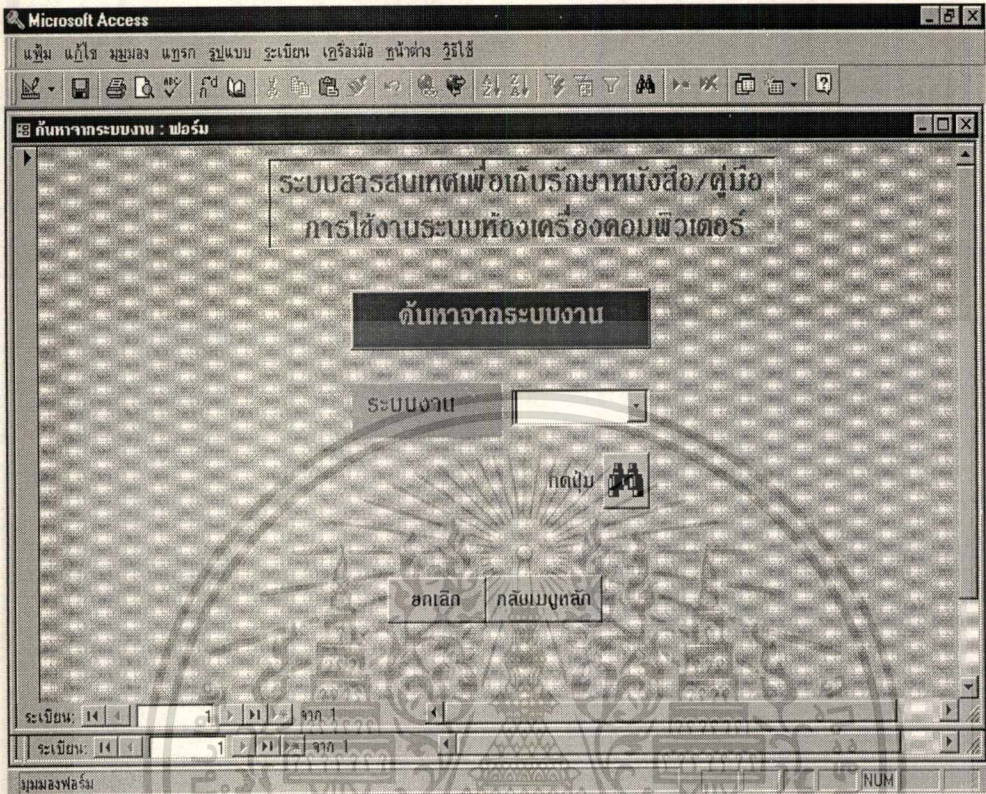 Microsoft Access
แฟ้ม แก้ไข มุมมอง แทรก รูปแบบ ระเบียน เครื่องมือ หน้าต่าง วิธีใช้
ค้นหาจากระบบงาน : ฟอร์ม
ระบบสารสนเทศเพื่อเก็บรักษาหนังสือ/คู่มือ
การใช้งานระบบห้องเครื่องคอมพิวเตอร์
ค้นหาจากระบบงาน
ระบบงาน
กดปุ่ม
ยกเลิก กลับเมนูหลัก
ระเบียน: 1 จาก 1
ระเบียน: 1 จาก 1
มุมมองฟอร์ม NUM